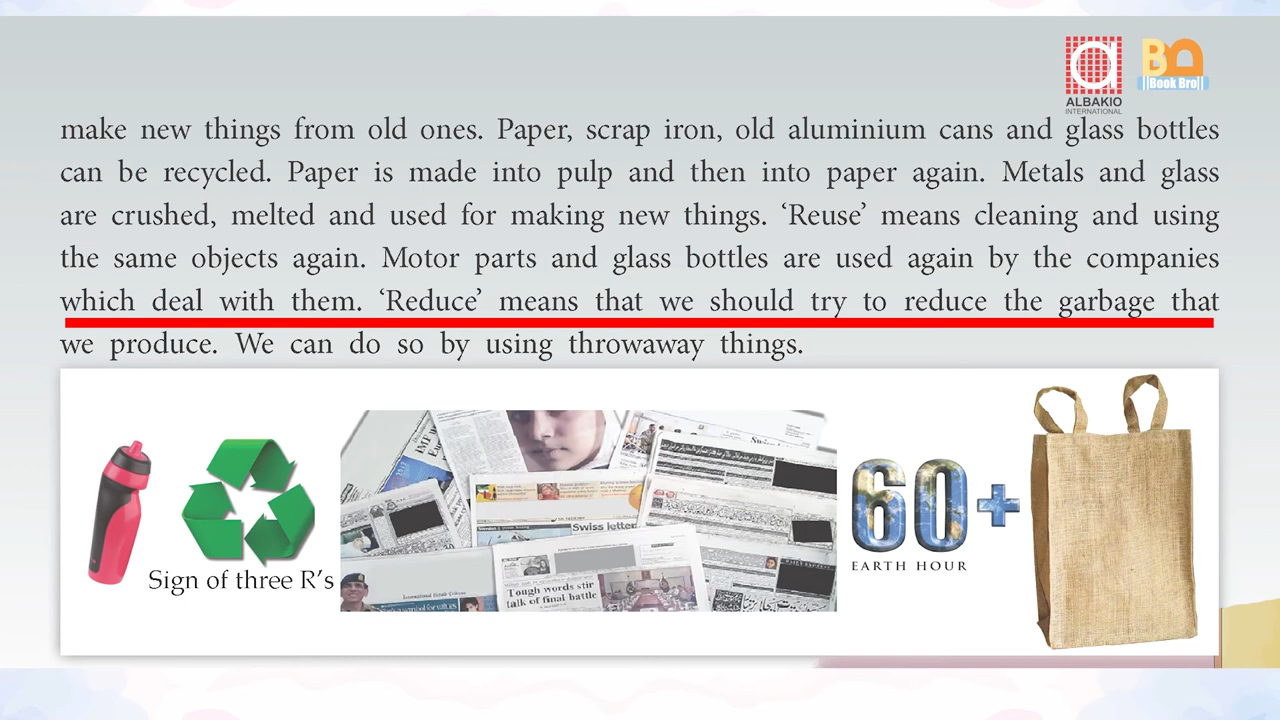 ALBAKIO
INTERNATIONAL
Book Bro
make new things from old ones. Paper, scrap iron, old aluminium cans and glass bottles
can be recycled. Paper is made into pulp and then into paper again. Metals and glass
are crushed, melted and used for making new things. ‘Reuse’ means cleaning and using
the same objects again. Motor parts and glass bottles are used again by the companies
which deal with them. ‘Reduce’ means that we should try to reduce the garbage that
we produce. We can do so by using throwaway things.
Sign of three R’s
Swiss letter
Tough words stir
talk of final battle
60+
EARTH HOUR